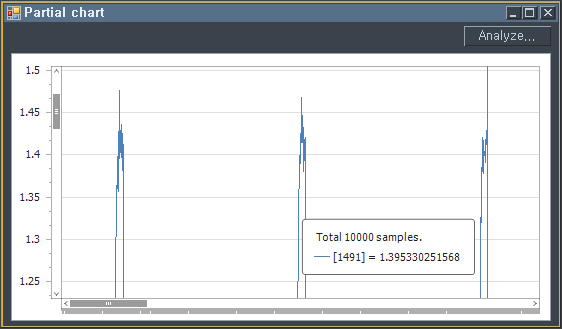 Partial chart
Analyze...
1.5
1.45
1.4
1.35
1.3
1.25
Total 10000 samples.
[1491] = 1.395330251568